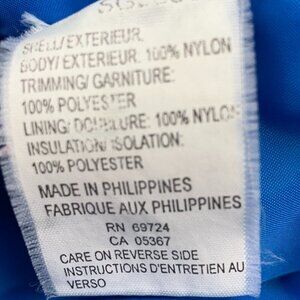 SHELL/EXTERIEUR.
BODY/EXTERIEUR: 100% NYLON
TRIMMING/GARNITURE:
100% POLYESTER
LINING/DOUBLURE: 100% NYLON
INSULATION/ISOLATION:
100% POLYESTER
MADE IN PHILIPPINES
FABRIQUE AUX PHILIPPINES
RN 69724
CA 05367
CARE ON REVERSE SIDE
INSTRUCTIONS D'ENTRETIEN AU
VERSO